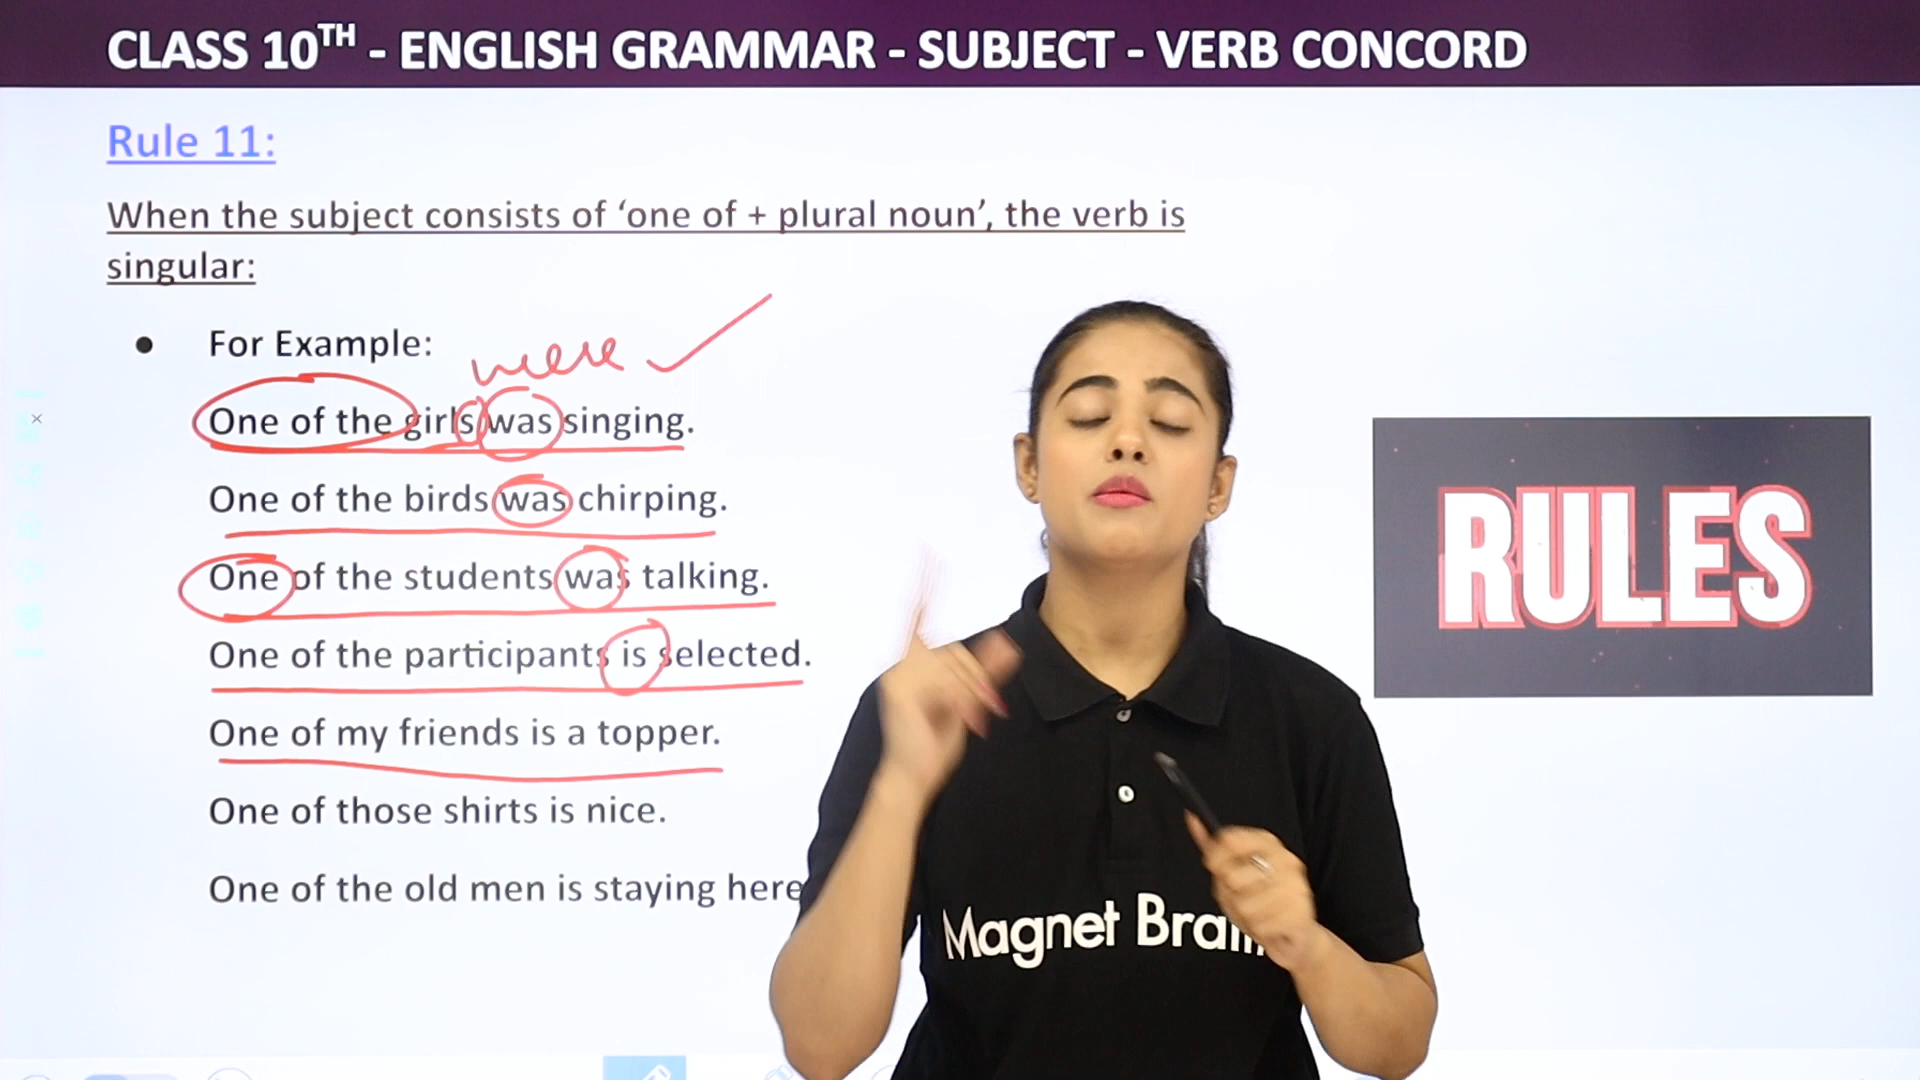 CLASS 10TH - ENGLISH GRAMMAR - SUBJECT - VERB CONCORD
Rule 11:
When the subject consists of ‘one of + plural noun’, the verb is
singular:
● For Example:
were
One of the girls was singing.
One of the birds was chirping.
One of the students was talking.
One of the participants is selected.
One of my friends is a topper.
One of those shirts is nice.
One of the old men is staying here
RULES
Magnet Brain